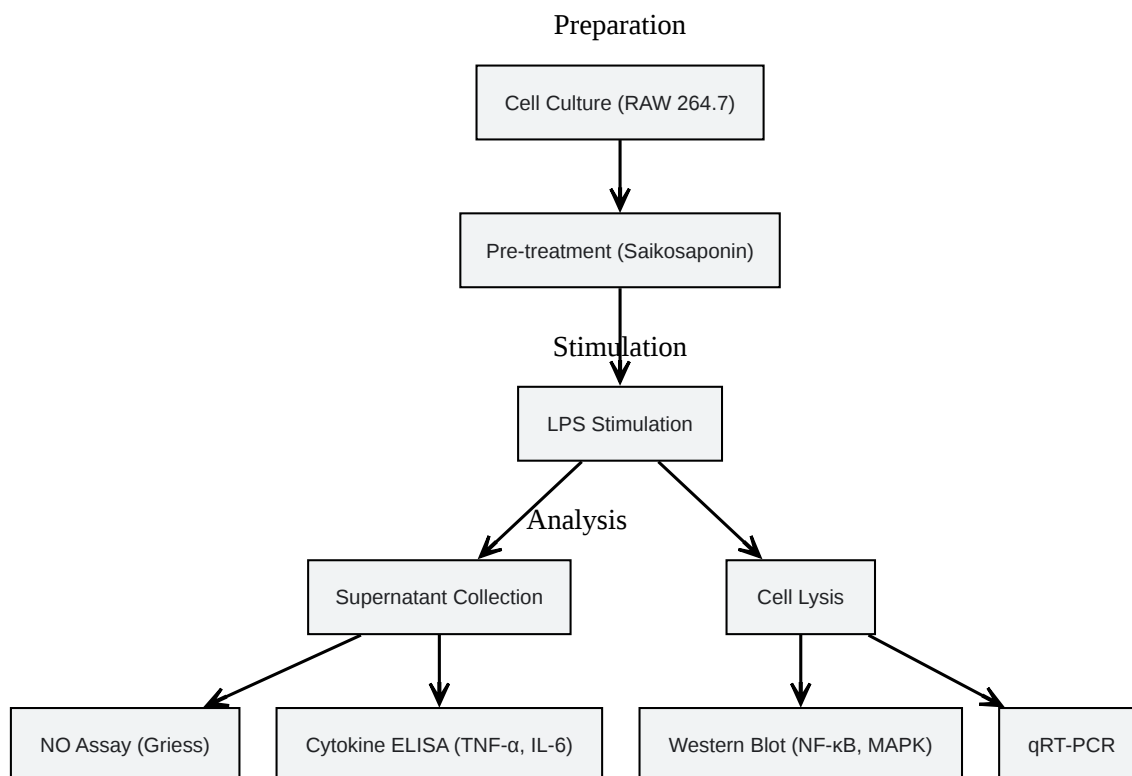 Preparation
Cell Culture (RAW 264.7)
Pre-treatment (Saikosaponin)
Stimulation
LPS Stimulation
Analysis
Supernatant Collection
Cell Lysis
NO Assay (Griess)
Cytokine ELISA (TNF-α, IL-6)
Western Blot (NF-κB, MAPK)
qRT-PCR